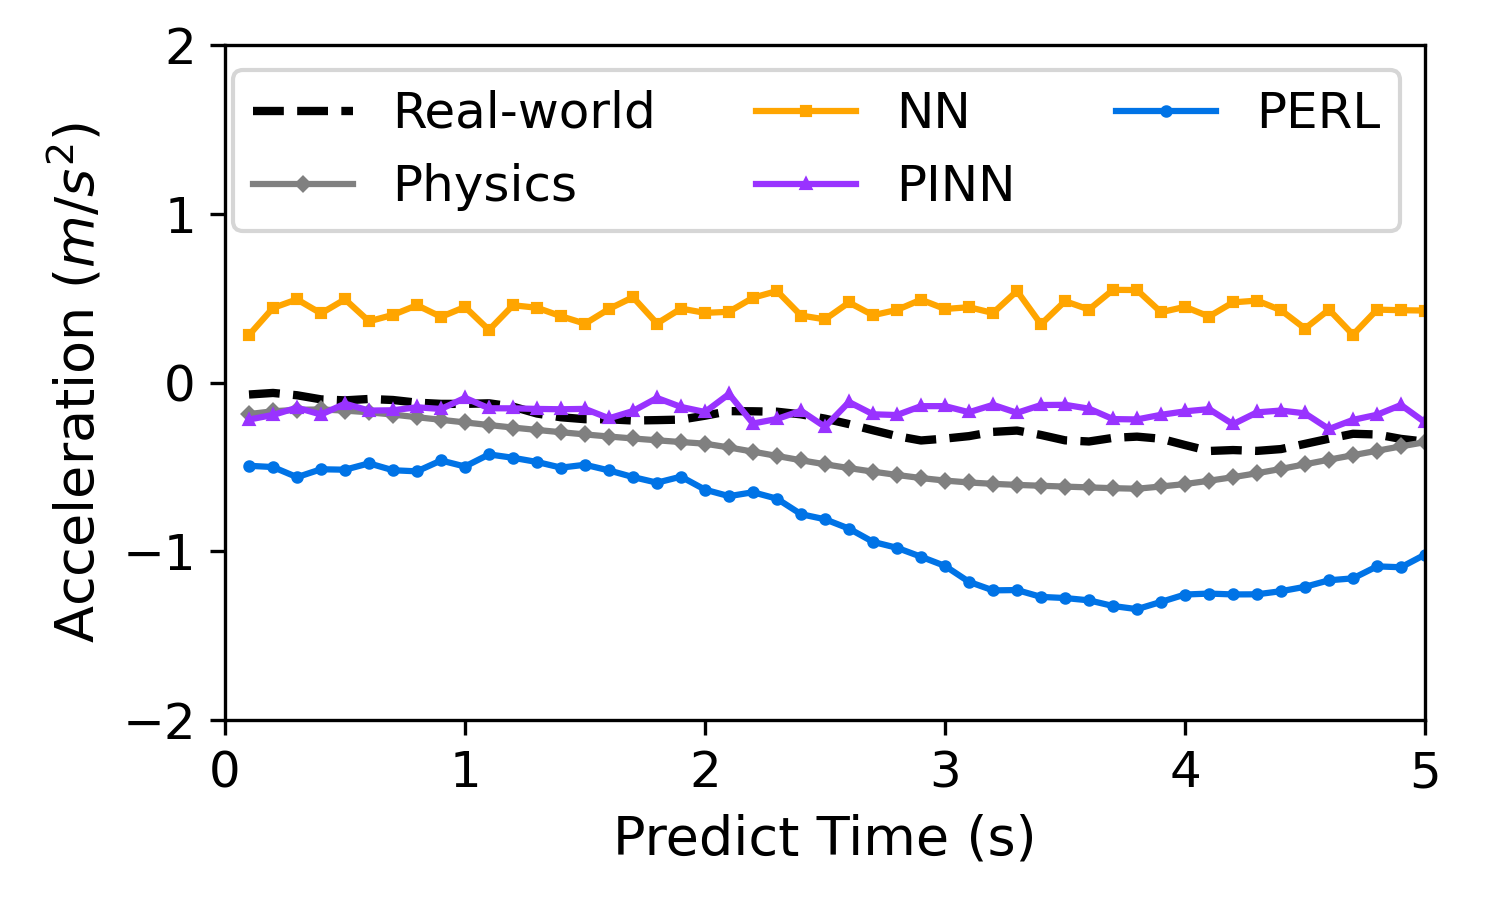 2
1
0
−1
−2
Acceleration (m/s²)
Real-world
Physics
NN
PINN
PERL
0 1 2 3 4 5
Predict Time (s)